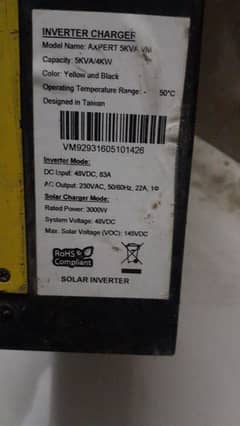 INVERTER CHARGER
Model Name: AXPERT 5KVA VM
Capacity: 5KVA/4KW
Color: Yellow and Black
Operating Temperature Range: - 50°C
Designed in Taiwan
VM92931605101426
Inverter Mode:
DC Input: 48VDC, 83A
AC Output: 230VAC, 50/60Hz, 22A, 1Φ
Solar Charger Mode:
Rated Power: 3000W
System Voltage: 48VDC
Max. Solar Voltage (VOC): 145VDC
RoHS
Compliant
SOLAR INVERTER